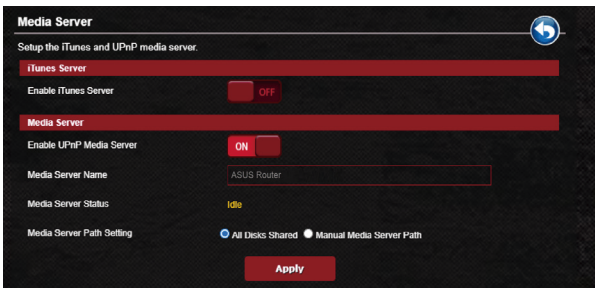 Media Server
Setup the iTunes and UPnP media server.
iTunes Server
Enable iTunes Server OFF
Media Server
Enable UPnP Media Server ON
Media Server Name ASUS Router
Media Server Status Idle
Media Server Path Setting All Disks Shared Manual Media Server Path
Apply